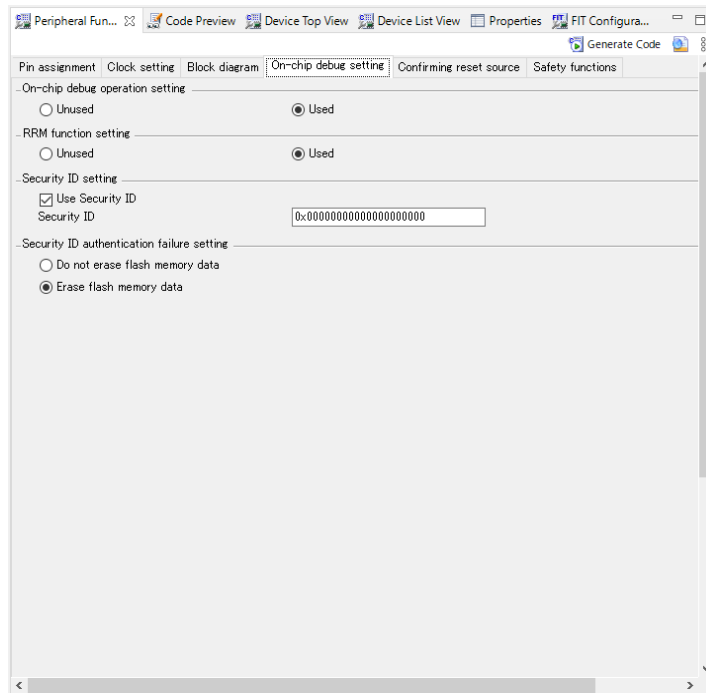 Peripheral Fun... Code Preview Device Top View Device List View Properties FIT Configura...
Generate Code
Pin assignment Clock setting Block diagram On-chip debug setting Confirming reset source Safety functions
On-chip debug operation setting
Unused Used
RRM function setting
Unused Used
Security ID setting
Use Security ID
Security ID 0x00000000000000000000
Security ID authentication failure setting
Do not erase flash memory data
Erase flash memory data